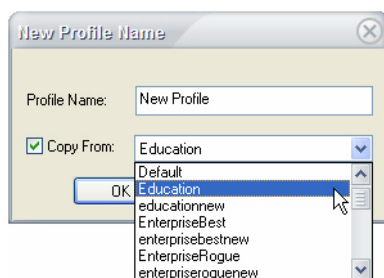 New Profile Name
Profile Name: New Profile
Copy From: Education
Default
OK Education
educationnew
EnterpriseBest
enterprisebestnew
EnterpriseRogue
enterpriseroguenew